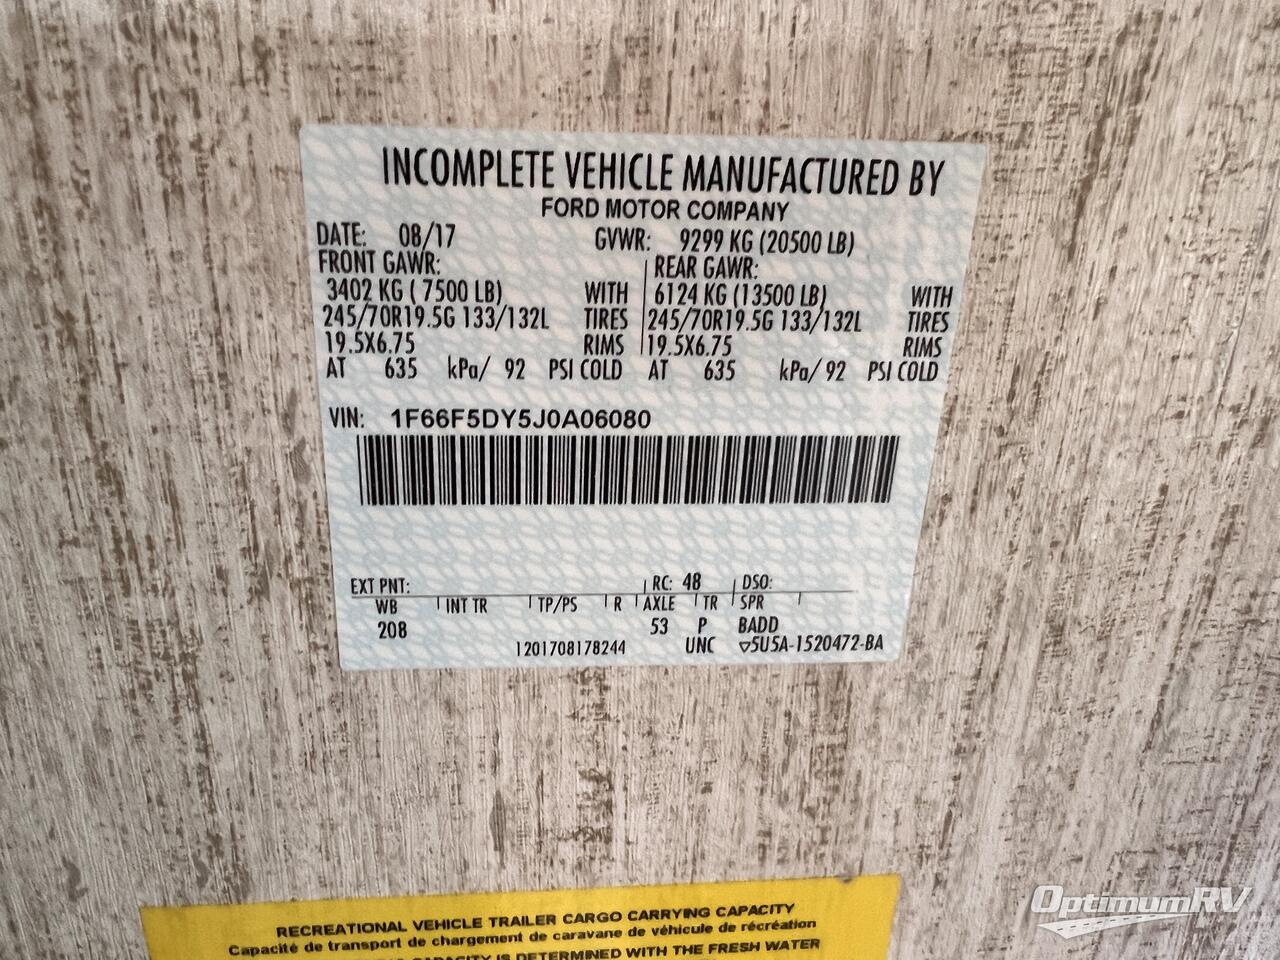 INCOMPLETE VEHICLE MANUFACTURED BY
FORD MOTOR COMPANY
DATE: 08/17 GVWR: 9299 KG (20500 LB)
FRONT GAWR: REAR GAWR:
3402 KG ( 7500 LB) WITH 6124 KG (13500 LB) WITH
245/70R19.5G 133/132L TIRES 245/70R19.5G 133/132L TIRES
19.5X6.75 RIMS 19.5X6.75 RIMS
AT 635 kPa/ 92 PSI COLD AT 635 kPa/ 92 PSI COLD
VIN: 1F66F5DY5J0A06080
EXT PNT: RC: 48 DSO:
WB INT TR TP/PS R AXLE TR SPR
208 53 P BADD
1201708178244 UNC ▽5U5A-1520472-BA
RECREATIONAL VEHICLE TRAILER CARGO CARRYING CAPACITY
Capacité de transport de chargement de caravane de véhicule de récréation
CAPACITY IS DETERMINED WITH THE FRESH WATER
OptimumRV